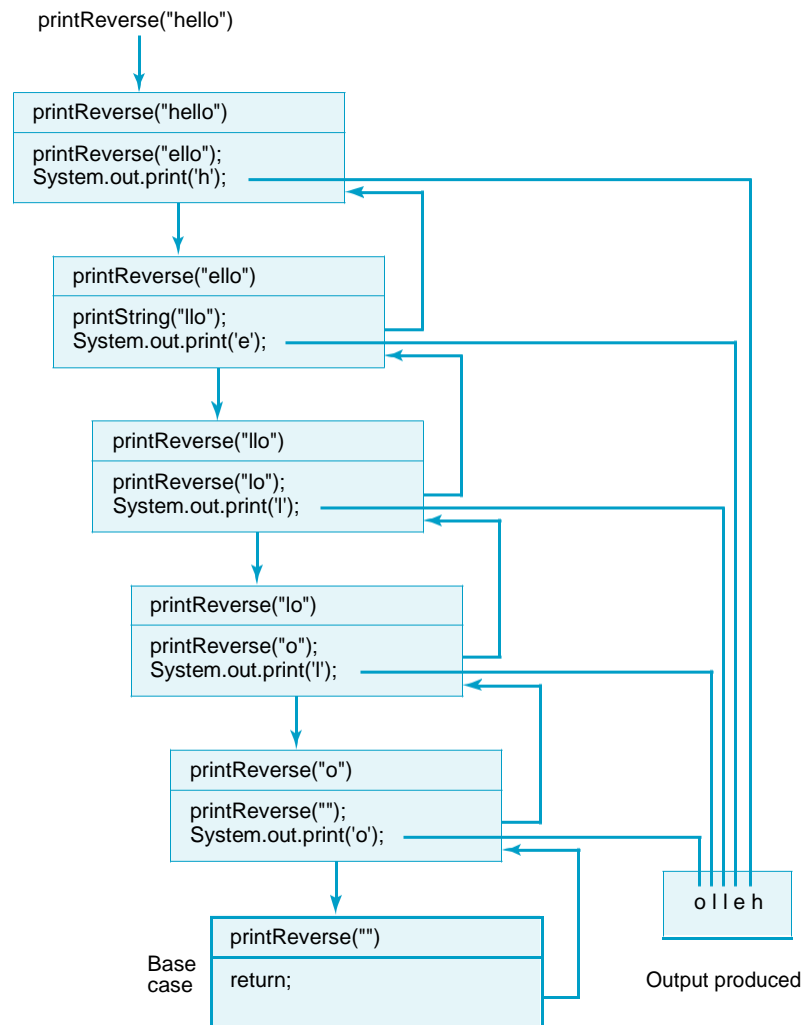 printReverse("hello")
printReverse("hello")
printReverse("ello");
System.out.print('h');
printReverse("ello")
printString("llo");
System.out.print('e');
printReverse("llo")
printReverse("lo");
System.out.print('l');
printReverse("lo")
printReverse("o");
System.out.print('l');
printReverse("o")
printReverse("");
System.out.print('o');
o l l e h
printReverse("")
Base
case
return;
Output produced